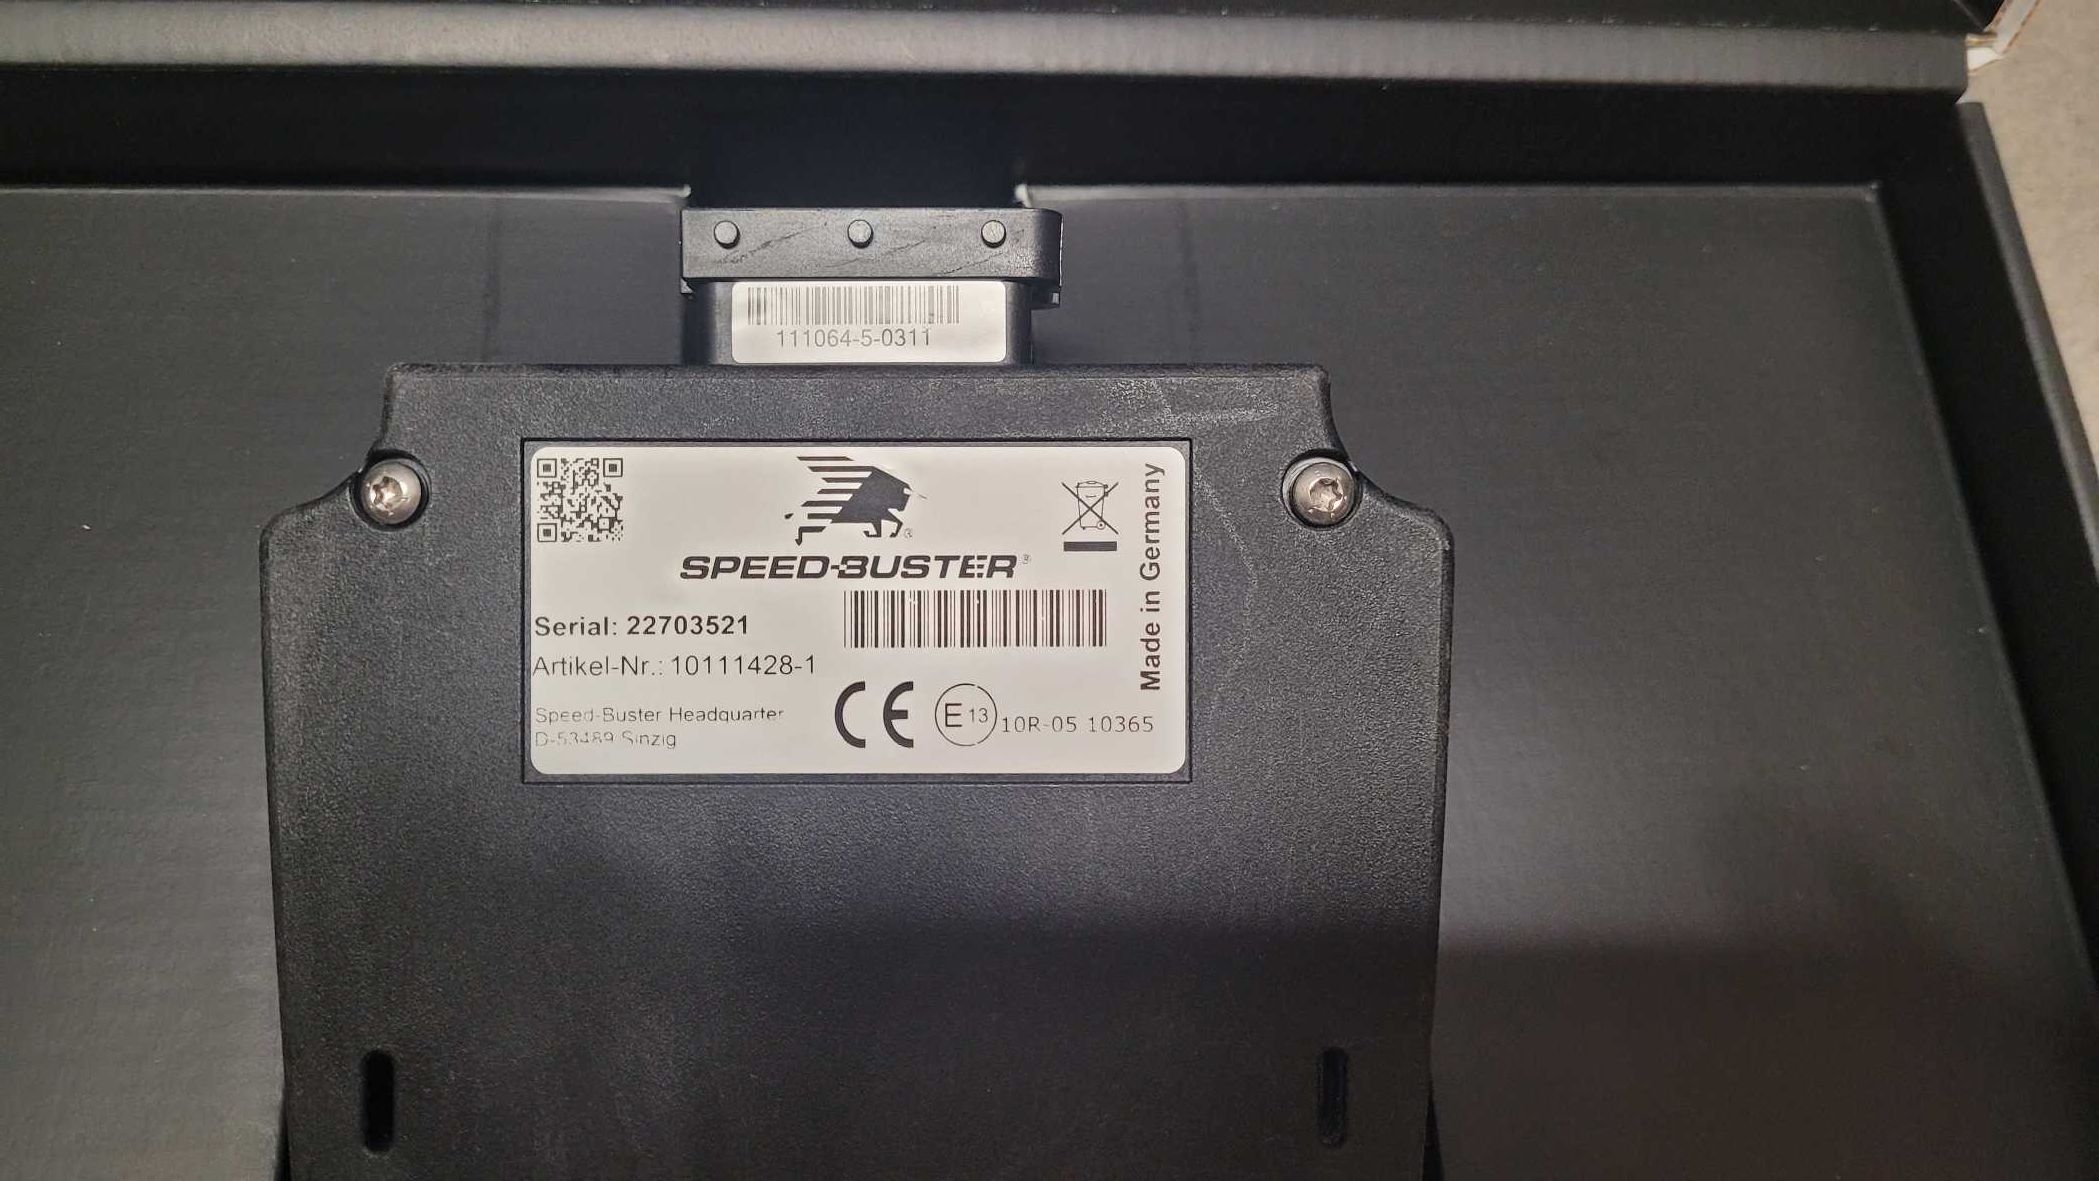 111064-5-0311
SPEED-BUSTER®
Serial: 22703521
Artikel-Nr.: 10111428-1
Speed-Buster Headquarter
D-53489 Sinzig
CE E13 10R-05 10365
Made in Germany